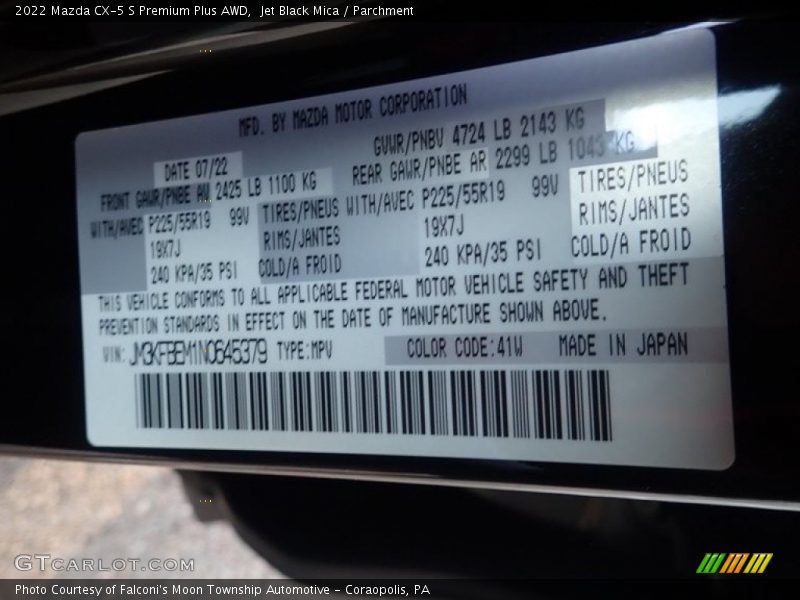 2022 Mazda CX-5 S Premium Plus AWD, Jet Black Mica / Parchment
MFD. BY MAZDA MOTOR CORPORATION
DATE 07/22 GVWR/PNBV 4724 LB 2143 KG
FRONT GAWR/PNBE AV 2425 LB 1100 KG REAR GAWR/PNBE AR 2299 LB 1043 KG
WITH/AVEC P225/55R19 99V TIRES/PNEUS WITH/AVEC P225/55R19 99V TIRES/PNEUS
19X7J RIMS/JANTES 19X7J RIMS/JANTES
240 KPA/35 PSI COLD/A FROID 240 KPA/35 PSI COLD/A FROID
THIS VEHICLE CONFORMS TO ALL APPLICABLE FEDERAL MOTOR VEHICLE SAFETY AND THEFT
PREVENTION STANDARDS IN EFFECT ON THE DATE OF MANUFACTURE SHOWN ABOVE.
VIN: JM3KFBEM1N0645379 TYPE:MPV COLOR CODE:41W MADE IN JAPAN
GTCARLOT.COM
Photo Courtesy of Falconi's Moon Township Automotive - Coraopolis, PA